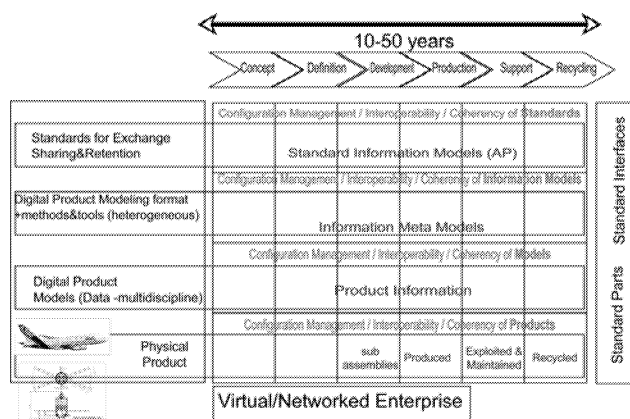 10-50 years
Concept Definition Development Production Support Recycling
Configuration Management / Interoperability / Coherency of Standards
Standards for Exchange
Sharing&Retention
Standard Information Models (AP)
Configuration Management / Interoperability / Coherency of Information Models
Digital Product Modeling format
+methods&tools (heterogeneous)
Information Meta Models
Configuration Management / Interoperability / Coherency of Models
Digital Product
Models (Data -multidiscipline)
Product Information
Configuration Management / Interoperability / Coherency of Products
Physical
Product
sub
assemblies
Produced
Exploited &
Maintained
Recycled
Virtual/Networked Enterprise
Standard Interfaces
Standard Parts